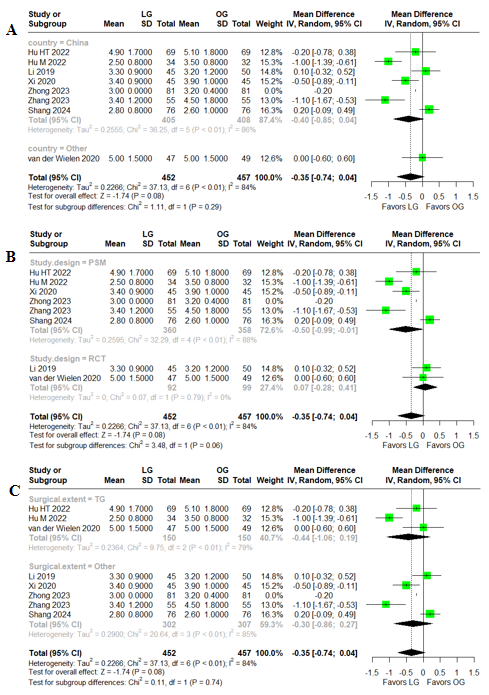 A
Study or LG OG Mean Difference Mean Difference
Subgroup Mean SD Total Mean SD Total Weight IV, Random, 95% CI IV, Random, 95% CI
country = China
Hu HT 2022 4.90 1.7000 69 5.10 1.8000 69 12.8% -0.20 [-0.78; 0.38]
Hu M 2022 2.50 0.8000 34 3.50 0.8000 32 15.2% -1.00 [-1.39; -0.61]
Li 2019 3.30 0.9000 45 3.20 1.2000 50 14.8% 0.10 [-0.32; 0.52]
Xi 2020 3.40 0.9000 45 3.90 1.0000 45 15.1% -0.50 [-0.89; -0.11]
Zhong 2023 3.00 0.0000 81 3.20 0.4000 81 -0.20
Zhang 2023 3.40 1.2000 55 4.50 1.8000 55 12.8% -1.10 [-1.67; -0.53]
Shang 2024 2.80 0.8000 76 2.60 1.0000 76 16.3% 0.20 [-0.09; 0.49]
Total (95% CI) 405 408 87.4% -0.40 [-0.85; 0.04]
Heterogeneity: Tau² = 0.2555; Chi² = 36.25, df = 5 (P < 0.01); I² = 86%
country = Other
van der Wielen 2020 5.00 1.5000 47 5.00 1.5000 49 12.6% 0.00 [-0.60; 0.60]
Total (95% CI) 452 457 100.0% -0.35 [-0.74; 0.04]
Heterogeneity: Tau² = 0.2266; Chi² = 37.13, df = 6 (P < 0.01); I² = 84%
Test for overall effect: Z = -1.74 (P = 0.08)
Test for subgroup differences: Chi² = 1.11, df = 1 (P = 0.29)
-1.5 -1 -0.5 0 0.5 1 1.5
Favors LG Favors OG
B
Study or LG OG Mean Difference Mean Difference
Subgroup Mean SD Total Mean SD Total Weight IV, Random, 95% CI IV, Random, 95% CI
Study.design = PSM
Hu HT 2022 4.90 1.7000 69 5.10 1.8000 69 12.8% -0.20 [-0.78; 0.38]
Hu M 2022 2.50 0.8000 34 3.50 0.8000 32 15.2% -1.00 [-1.39; -0.61]
Xi 2020 3.40 0.9000 45 3.90 1.0000 45 15.1% -0.50 [-0.89; -0.11]
Zhong 2023 3.00 0.0000 81 3.20 0.4000 81 -0.20
Zhang 2023 3.40 1.2000 55 4.50 1.8000 55 12.8% -1.10 [-1.67; -0.53]
Shang 2024 2.80 0.8000 76 2.60 1.0000 76 16.3% 0.20 [-0.09; 0.49]
Total (95% CI) 360 358 72.6% -0.50 [-0.99; -0.01]
Heterogeneity: Tau² = 0.2595; Chi² = 32.29, df = 4 (P < 0.01); I² = 88%
Study.design = RCT
Li 2019 3.30 0.9000 45 3.20 1.2000 50 14.8% 0.10 [-0.32; 0.52]
van der Wielen 2020 5.00 1.5000 47 5.00 1.5000 49 12.6% 0.00 [-0.60; 0.60]
Total (95% CI) 92 99 27.4% 0.07 [-0.28; 0.41]
Heterogeneity: Tau² = 0; Chi² = 0.07, df = 1 (P = 0.79); I² = 0%
Total (95% CI) 452 457 100.0% -0.35 [-0.74; 0.04]
Heterogeneity: Tau² = 0.2266; Chi² = 37.13, df = 6 (P < 0.01); I² = 84%
Test for overall effect: Z = -1.74 (P = 0.08)
Test for subgroup differences: Chi² = 3.48, df = 1 (P = 0.06)
-1.5 -1 -0.5 0 0.5 1 1.5
Favors LG Favors OG
C
Study or LG OG Mean Difference Mean Difference
Subgroup Mean SD Total Mean SD Total Weight IV, Random, 95% CI IV, Random, 95% CI
Surgical.extent = TG
Hu HT 2022 4.90 1.7000 69 5.10 1.8000 69 12.8% -0.20 [-0.78; 0.38]
Hu M 2022 2.50 0.8000 34 3.50 0.8000 32 15.2% -1.00 [-1.39; -0.61]
van der Wielen 2020 5.00 1.5000 47 5.00 1.5000 49 12.6% 0.00 [-0.60; 0.60]
Total (95% CI) 150 150 40.7% -0.44 [-1.06; 0.19]
Heterogeneity: Tau² = 0.2364, Chi² = 9.75, df = 2 (P < 0.01); I² = 79%
Surgical.extent = Other
Li 2019 3.30 0.9000 45 3.20 1.2000 50 14.8% 0.10 [-0.32; 0.52]
Xi 2020 3.40 0.9000 45 3.90 1.0000 45 15.1% -0.50 [-0.89; -0.11]
Zhong 2023 3.00 0.0000 81 3.20 0.4000 81 -0.20
Zhang 2023 3.40 1.2000 55 4.50 1.8000 55 12.8% -1.10 [-1.67; -0.53]
Shang 2024 2.80 0.8000 76 2.60 1.0000 76 16.3% 0.20 [-0.09; 0.49]
Total (95% CI) 302 307 59.3% -0.30 [-0.86; 0.27]
Heterogeneity: Tau² = 0.2900; Chi² = 20.64, df = 3 (P < 0.01); I² = 85%
Total (95% CI) 452 457 100.0% -0.35 [-0.74; 0.04]
Heterogeneity: Tau² = 0.2266; Chi² = 37.13, df = 6 (P < 0.01); I² = 84%
Test for overall effect: Z = -1.74 (P = 0.08)
Test for subgroup differences: Chi² = 0.11, df = 1 (P = 0.74)
-1.5 -1 -0.5 0 0.5 1 1.5
Favors LG Favors OG